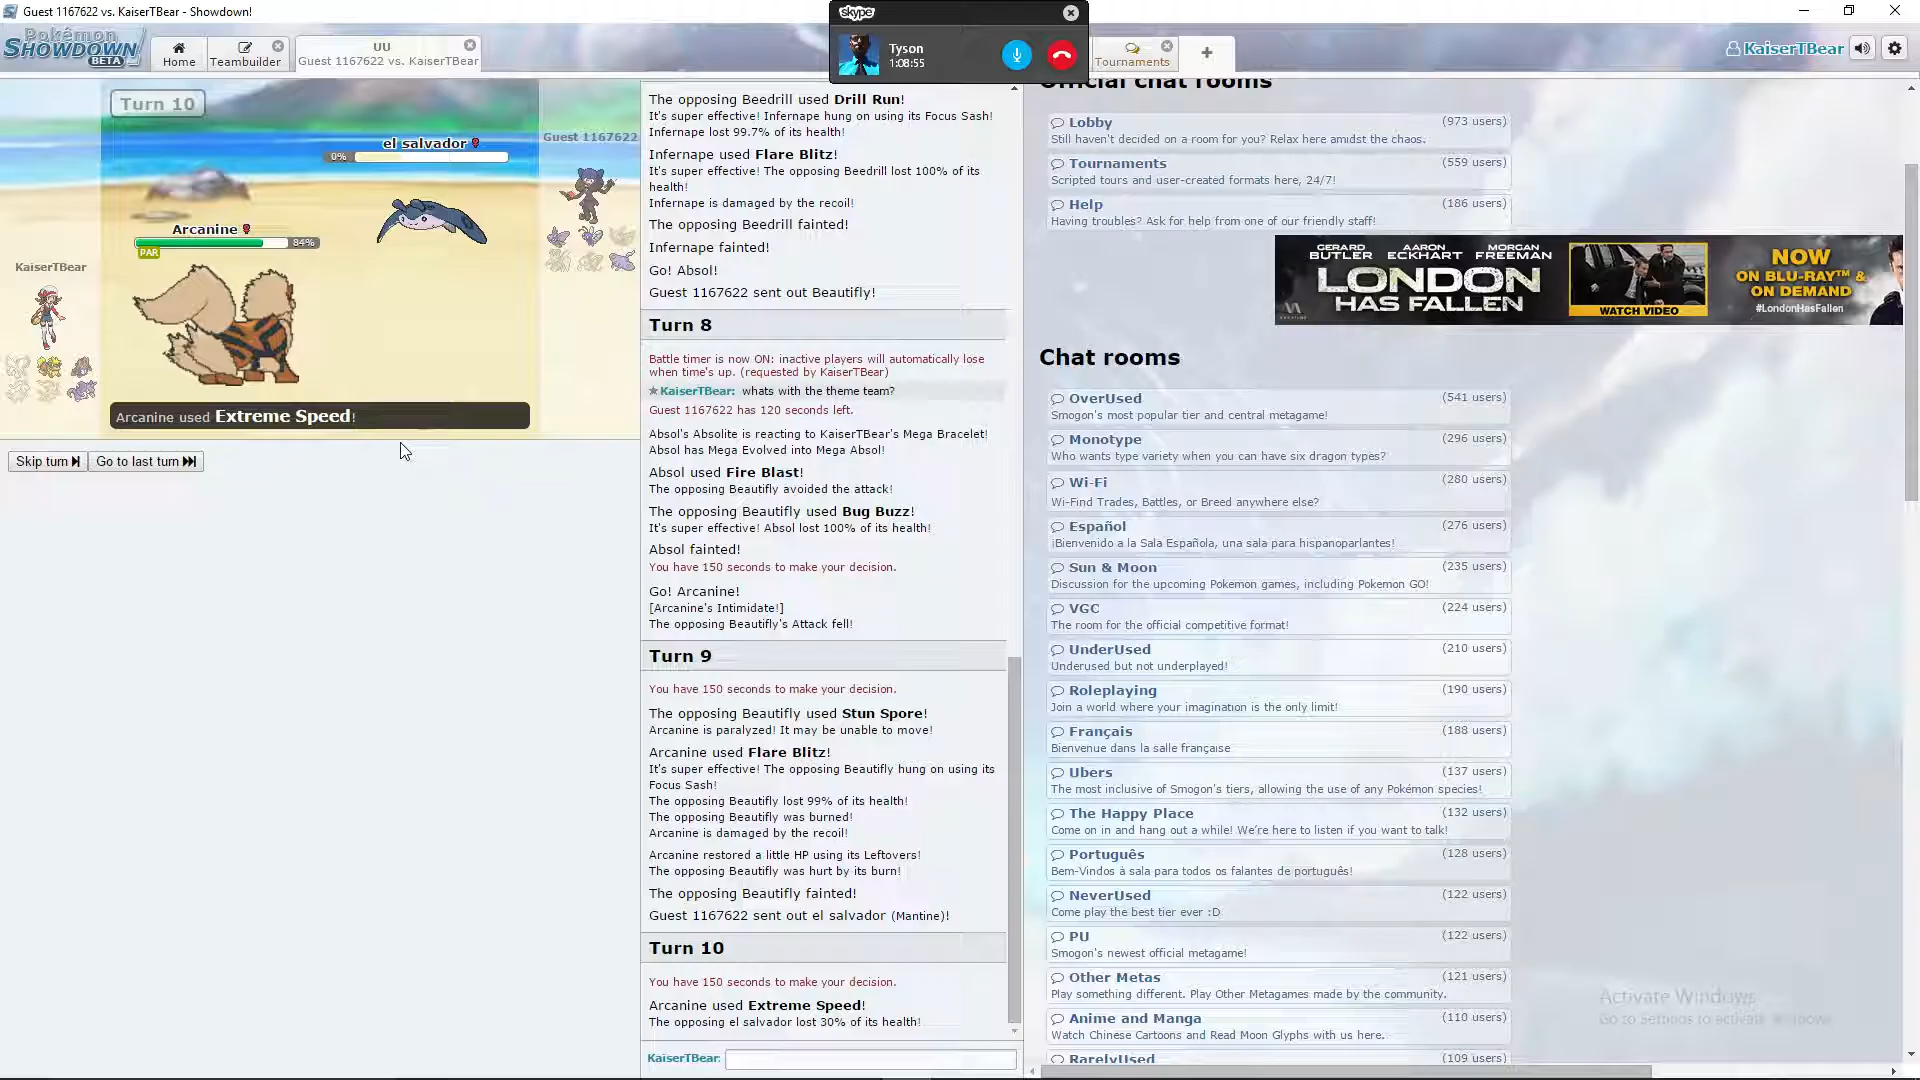 Guest 1167622 vs. KaiserTBear - Showdown!
skype
Tyson
1:08:55
Pokémon
SHOWDOWN
BETA
Home
Teambuilder
UU
Guest 1167622 vs. KaiserTBear
Tournaments
+
KaiserTBear
Turn 10
el salvador
0%
Guest 1167622
Arcanine
84%
PAR
KaiserTBear
Arcanine used Extreme Speed!
Skip turn
Go to last turn
The opposing Beedrill used Drill Run!
It's super effective! Infernape hung on using its Focus Sash!
Infernape lost 99.7% of its health!
Infernape used Flare Blitz!
It's super effective! The opposing Beedrill lost 100% of its
health!
Infernape is damaged by the recoil!
The opposing Beedrill fainted!
Infernape fainted!
Go! Absol!
Guest 1167622 sent out Beautifly!
Turn 8
Battle timer is now ON: inactive players will automatically lose
when time's up. (requested by KaiserTBear)
★KaiserTBear: whats with the theme team?
Guest 1167622 has 120 seconds left.
Absol's Absolite is reacting to KaiserTBear's Mega Bracelet!
Absol has Mega Evolved into Mega Absol!
Absol used Fire Blast!
The opposing Beautifly avoided the attack!
The opposing Beautifly used Bug Buzz!
It's super effective! Absol lost 100% of its health!
Absol fainted!
You have 150 seconds to make your decision.
Go! Arcanine!
[Arcanine's Intimidate!]
The opposing Beautifly's Attack fell!
Turn 9
You have 150 seconds to make your decision.
The opposing Beautifly used Stun Spore!
Arcanine is paralyzed! It may be unable to move!
Arcanine used Flare Blitz!
It's super effective! The opposing Beautifly hung on using its
Focus Sash!
The opposing Beautifly lost 99% of its health!
The opposing Beautifly was burned!
Arcanine is damaged by the recoil!
Arcanine restored a little HP using its Leftovers!
The opposing Beautifly was hurt by its burn!
The opposing Beautifly fainted!
Guest 1167622 sent out el salvador (Mantine)!
Turn 10
You have 150 seconds to make your decision.
Arcanine used Extreme Speed!
The opposing el salvador lost 30% of its health!
KaiserTBear:
Official chat rooms
Lobby (973 users)
Still haven't decided on a room for you? Relax here amidst the chaos.
Tournaments (559 users)
Scripted tours and user-created formats here, 24/7!
Help (186 users)
Having troubles? Ask for help from one of our friendly staff!
GERARD BUTLER AARON ECKHART MORGAN FREEMAN
LONDON
HAS FALLEN
WATCH VIDEO
NOW
ON BLU-RAY™ &
ON DEMAND
#LondonHasFallen
Chat rooms
OverUsed (541 users)
Smogon's most popular tier and central metagame!
Monotype (296 users)
Who wants type variety when you can have six dragon types?
Wi-Fi (280 users)
Wi-Find Trades, Battles, or Breed anywhere else?
Español (276 users)
¡Bienvenido a la Sala Española, una sala para hispanoparlantes!
Sun & Moon (235 users)
Discussion for the upcoming Pokemon games, including Pokemon GO!
VGC (224 users)
The room for the official competitive format!
UnderUsed (210 users)
Underused but not underplayed!
Roleplaying (190 users)
Join a world where your imagination is the only limit!
Français (188 users)
Bienvenue dans la salle française
Ubers (137 users)
The most inclusive of Smogon's tiers, allowing the use of any Pokémon species!
The Happy Place (132 users)
Come on in and hang out a while! We're here to listen if you want to talk!
Português (128 users)
Bem-Vindos à sala para todos os falantes de português!
NeverUsed (122 users)
Come play the best tier ever :D
PU (122 users)
Smogon's newest official metagame!
Other Metas (121 users)
Play something different. Play Other Metagames made by the community.
Anime and Manga (110 users)
Watch Chinese Cartoons and Read Moon Glyphs with us here.
RarelyUsed (109 users)
Activate Windows
Go to Settings to activate Windows.